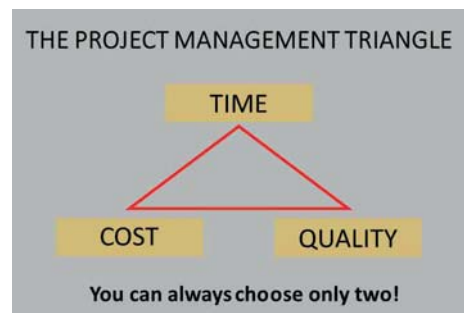 THE PROJECT MANAGEMENT TRIANGLE
TIME
COST
QUALITY
You can always choose only two!